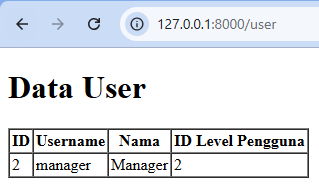 127.0.0.1:8000/user
Data User
ID Username Nama ID Level Pengguna
2 manager Manager 2